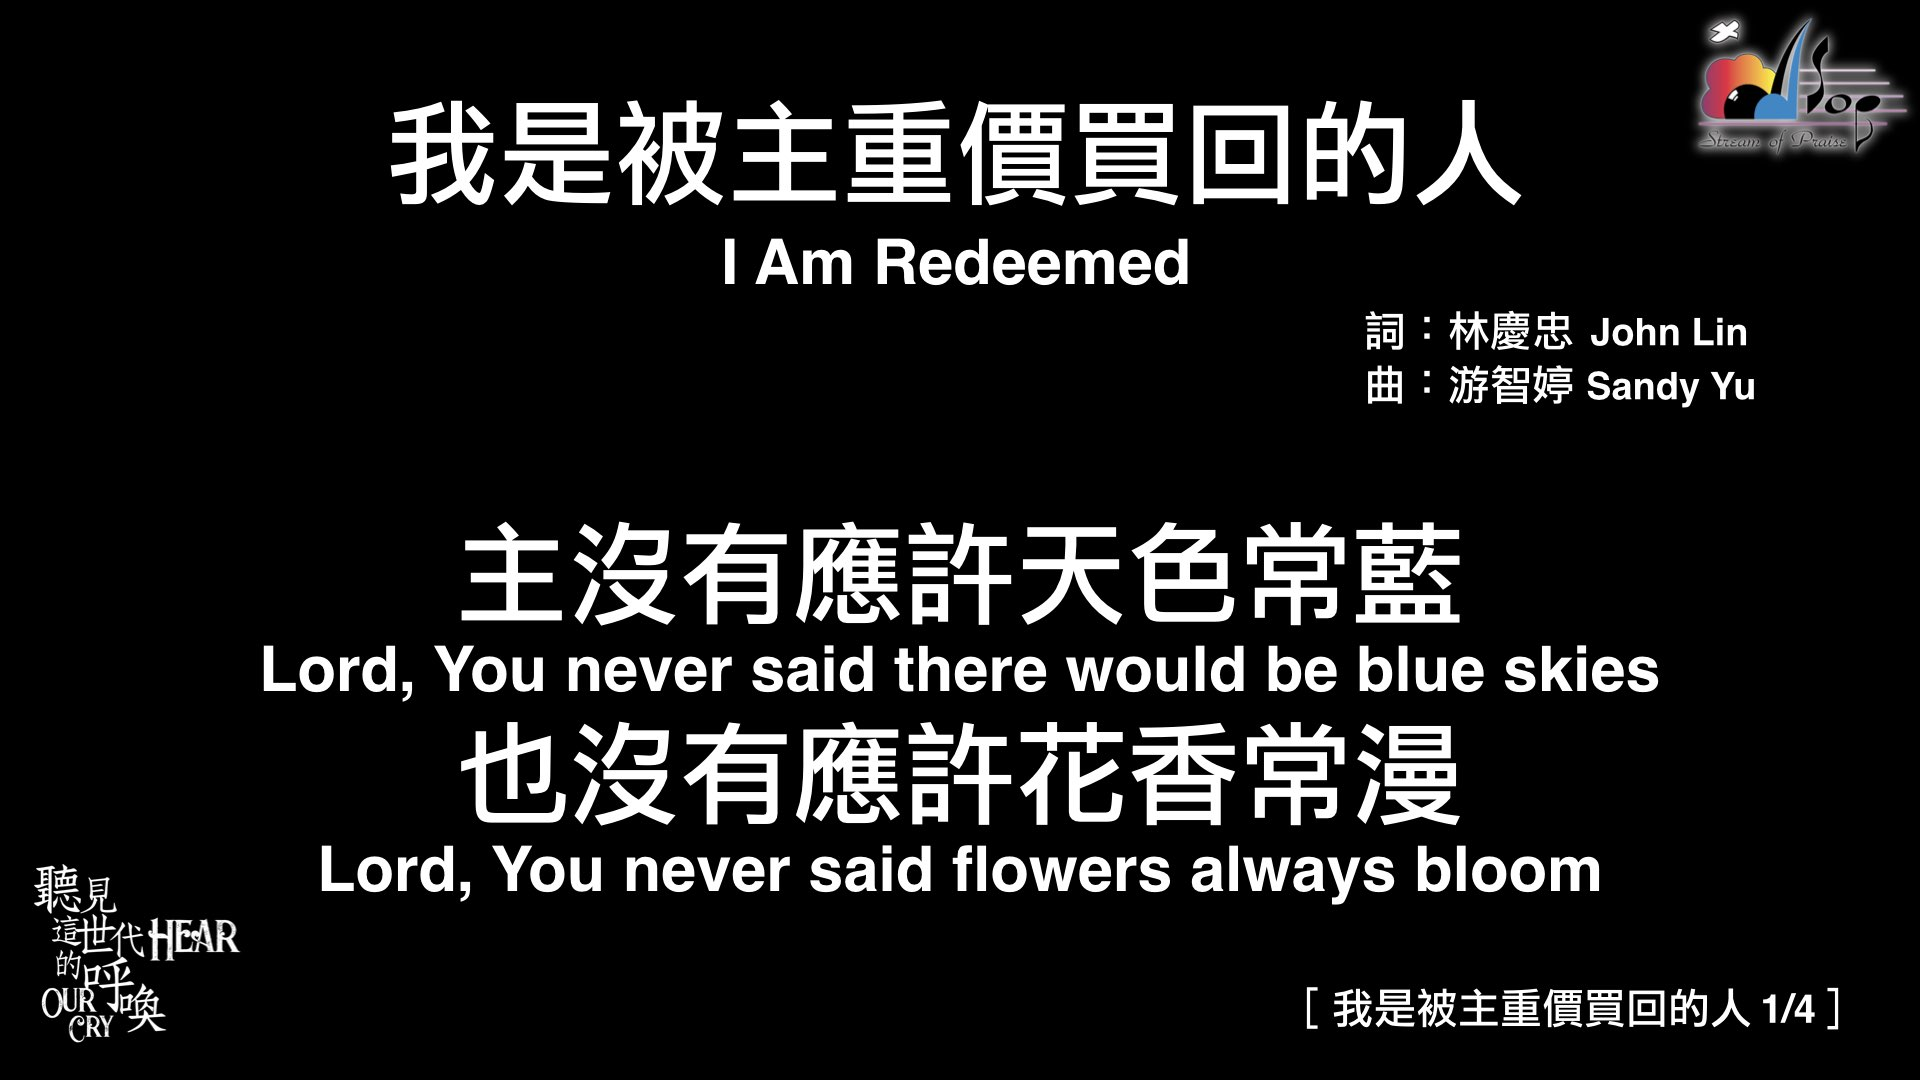 我是被主重價買回的人
I Am Redeemed
Sop
Stream of Praise
詞：林慶忠 John Lin
曲：游智婷 Sandy Yu
主沒有應許天色常藍
Lord, You never said there would be blue skies
也沒有應許花香常漫
Lord, You never said flowers always bloom
聽見
這世代 HEAR
的呼喚
OUR
CRY
［ 我是被主重價買回的人 1/4 ］